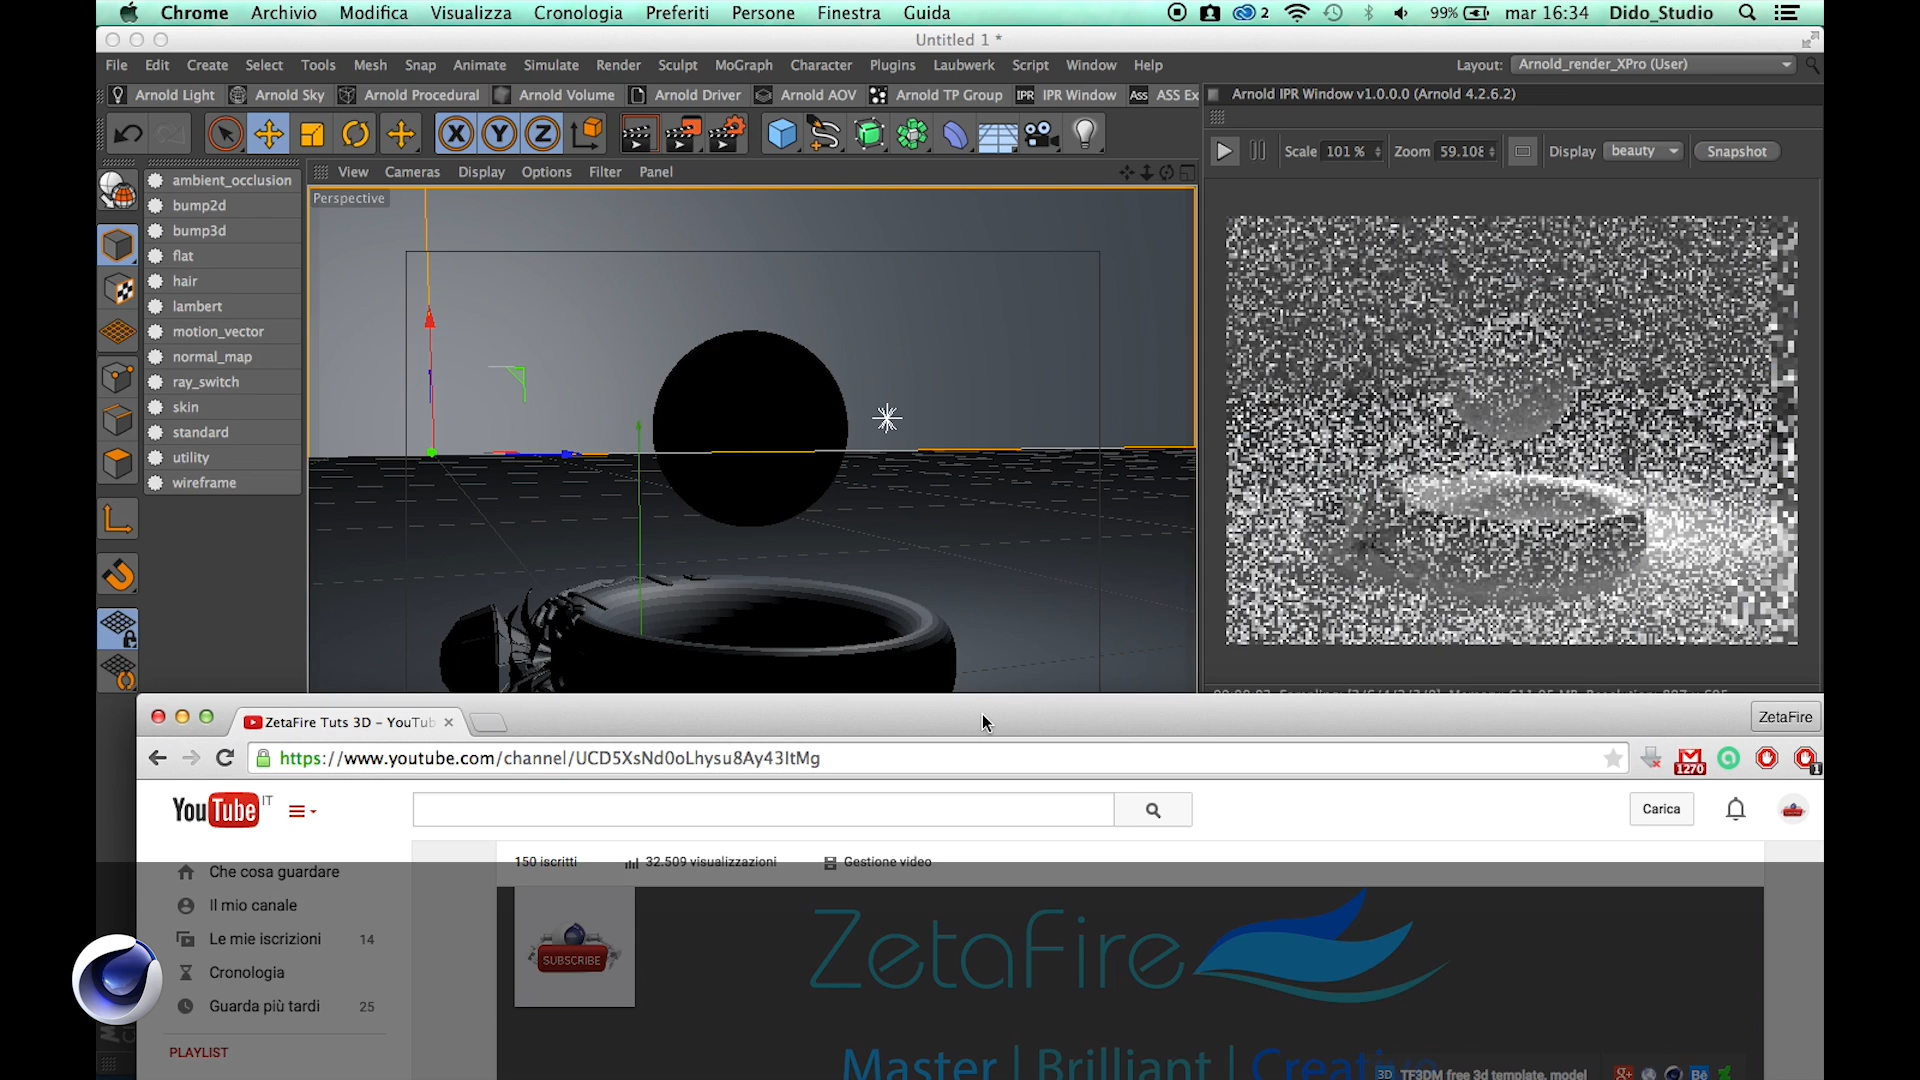 Chrome Archivio Modifica Visualizza Cronologia Preferiti Persone Finestra Guida 2 99% mar 16:34 Dido_Studio
Untitled 1 *
File Edit Create Select Tools Mesh Snap Animate Simulate Render Sculpt MoGraph Character Plugins Laubwerk Script Window Help Layout: Arnold_render_XPro (User)
Arnold Light Arnold Sky Arnold Procedural Arnold Volume Arnold Driver Arnold AOV Arnold TP Group IPR IPR Window Ass ASS Ex
Arnold IPR Window v1.0.0.0 (Arnold 4.2.6.2)
X Y Z
Scale 101 % Zoom 59.108 Display beauty Snapshot
View Cameras Display Options Filter Panel
Perspective
ambient_occlusion
bump2d
bump3d
flat
hair
lambert
motion_vector
normal_map
ray_switch
skin
standard
utility
wireframe
ZetaFire Tuts 3D - YouTub
ZetaFire
https://www.youtube.com/channel/UCD5XsNd0oLhysu8Ay43ItMg
1270
1
YouTube IT
Carica
150 iscritti 32.509 visualizzazioni Gestione video
Che cosa guardare
Il mio canale
Le mie iscrizioni 14
Cronologia
Guarda più tardi 25
PLAYLIST
SUBSCRIBE
ZetaFire
Master | Brilliant | Creative
3D TF3DM free 3d template, model